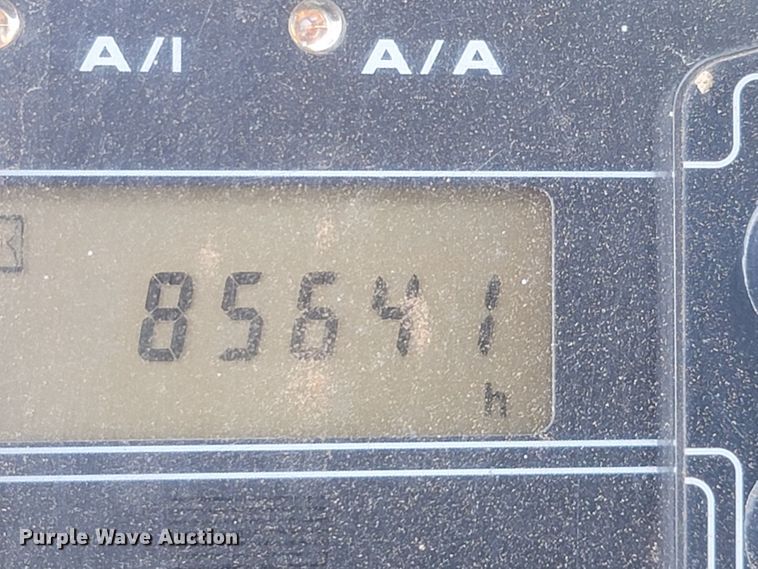 A/I A/A
85641
h
Purple Wave Auction